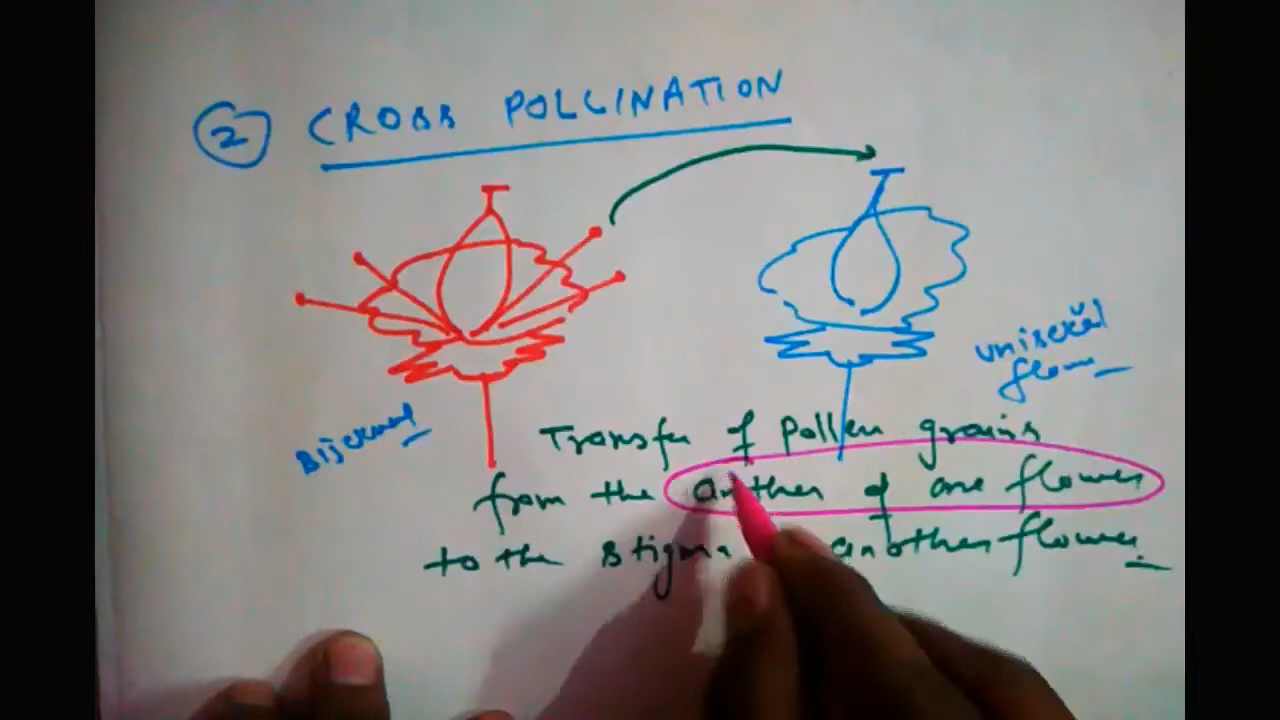 2 CROSS POLLINATION
unisexual
flower
Bisexual
Transfer of pollen grains
from the anther of one flower
to the stigma another flower